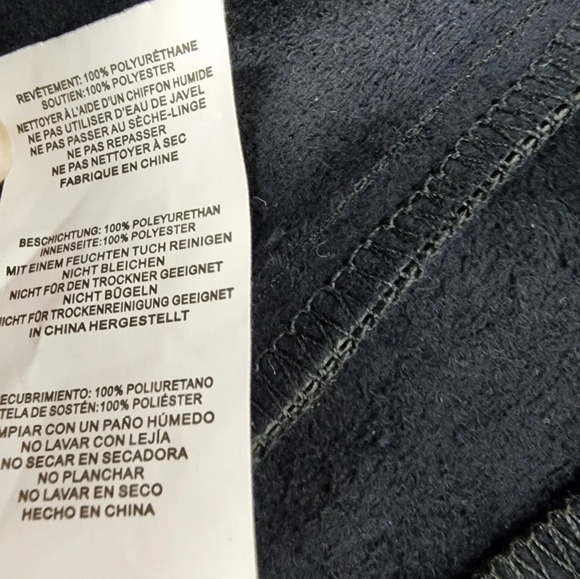 REVÊTEMENT: 100% POLYURÉTHANE
SOUTIEN:100% POLYESTER
NETTOYER À L'AIDE D'UN CHIFFON HUMIDE
NE PAS UTILISER D'EAU DE JAVEL
NE PAS PASSER AU SÈCHE-LINGE
NE PAS REPASSER
NE PAS NETTOYER À SEC
FABRIQUE EN CHINE
BESCHICHTUNG: 100% POLEYURETHAN
INNENSEITE:100% POLYESTER
MIT EINEM FEUCHTEN TUCH REINIGEN
NICHT BLEICHEN
NICHT FÜR DEN TROCKNER GEEIGNET
NICHT BÜGELN
NICHT FÜR TROCKENREINIGUNG GEEIGNET
IN CHINA HERGESTELLT
ECUBRIMIENTO: 100% POLIURETANO
TELA DE SOSTÉN:100% POLIÉSTER
MPIAR CON UN PAÑO HÚMEDO
NO LAVAR CON LEJÍA
NO SECAR EN SECADORA
NO PLANCHAR
NO LAVAR EN SECO
HECHO EN CHINA